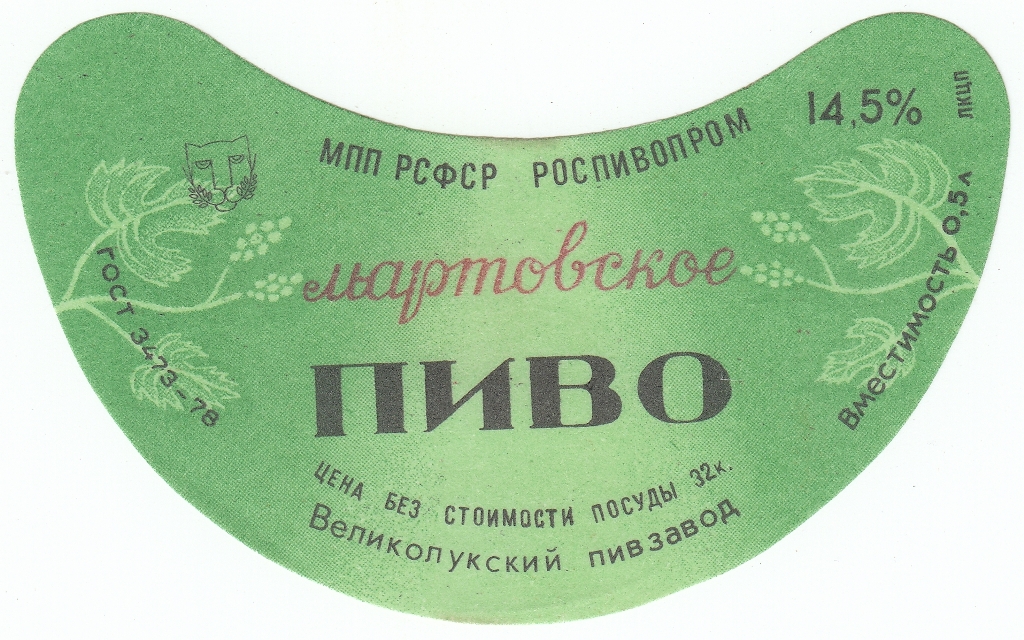 МПП РСФСР РОСПИВОПРОМ
14,5%
ЛКЦП
мартовское
ПИВО
ГОСТ 3473-78
Вместимость 0,5л
ЦЕНА БЕЗ СТОИМОСТИ ПОСУДЫ 32к.
Великолукский пивзавод